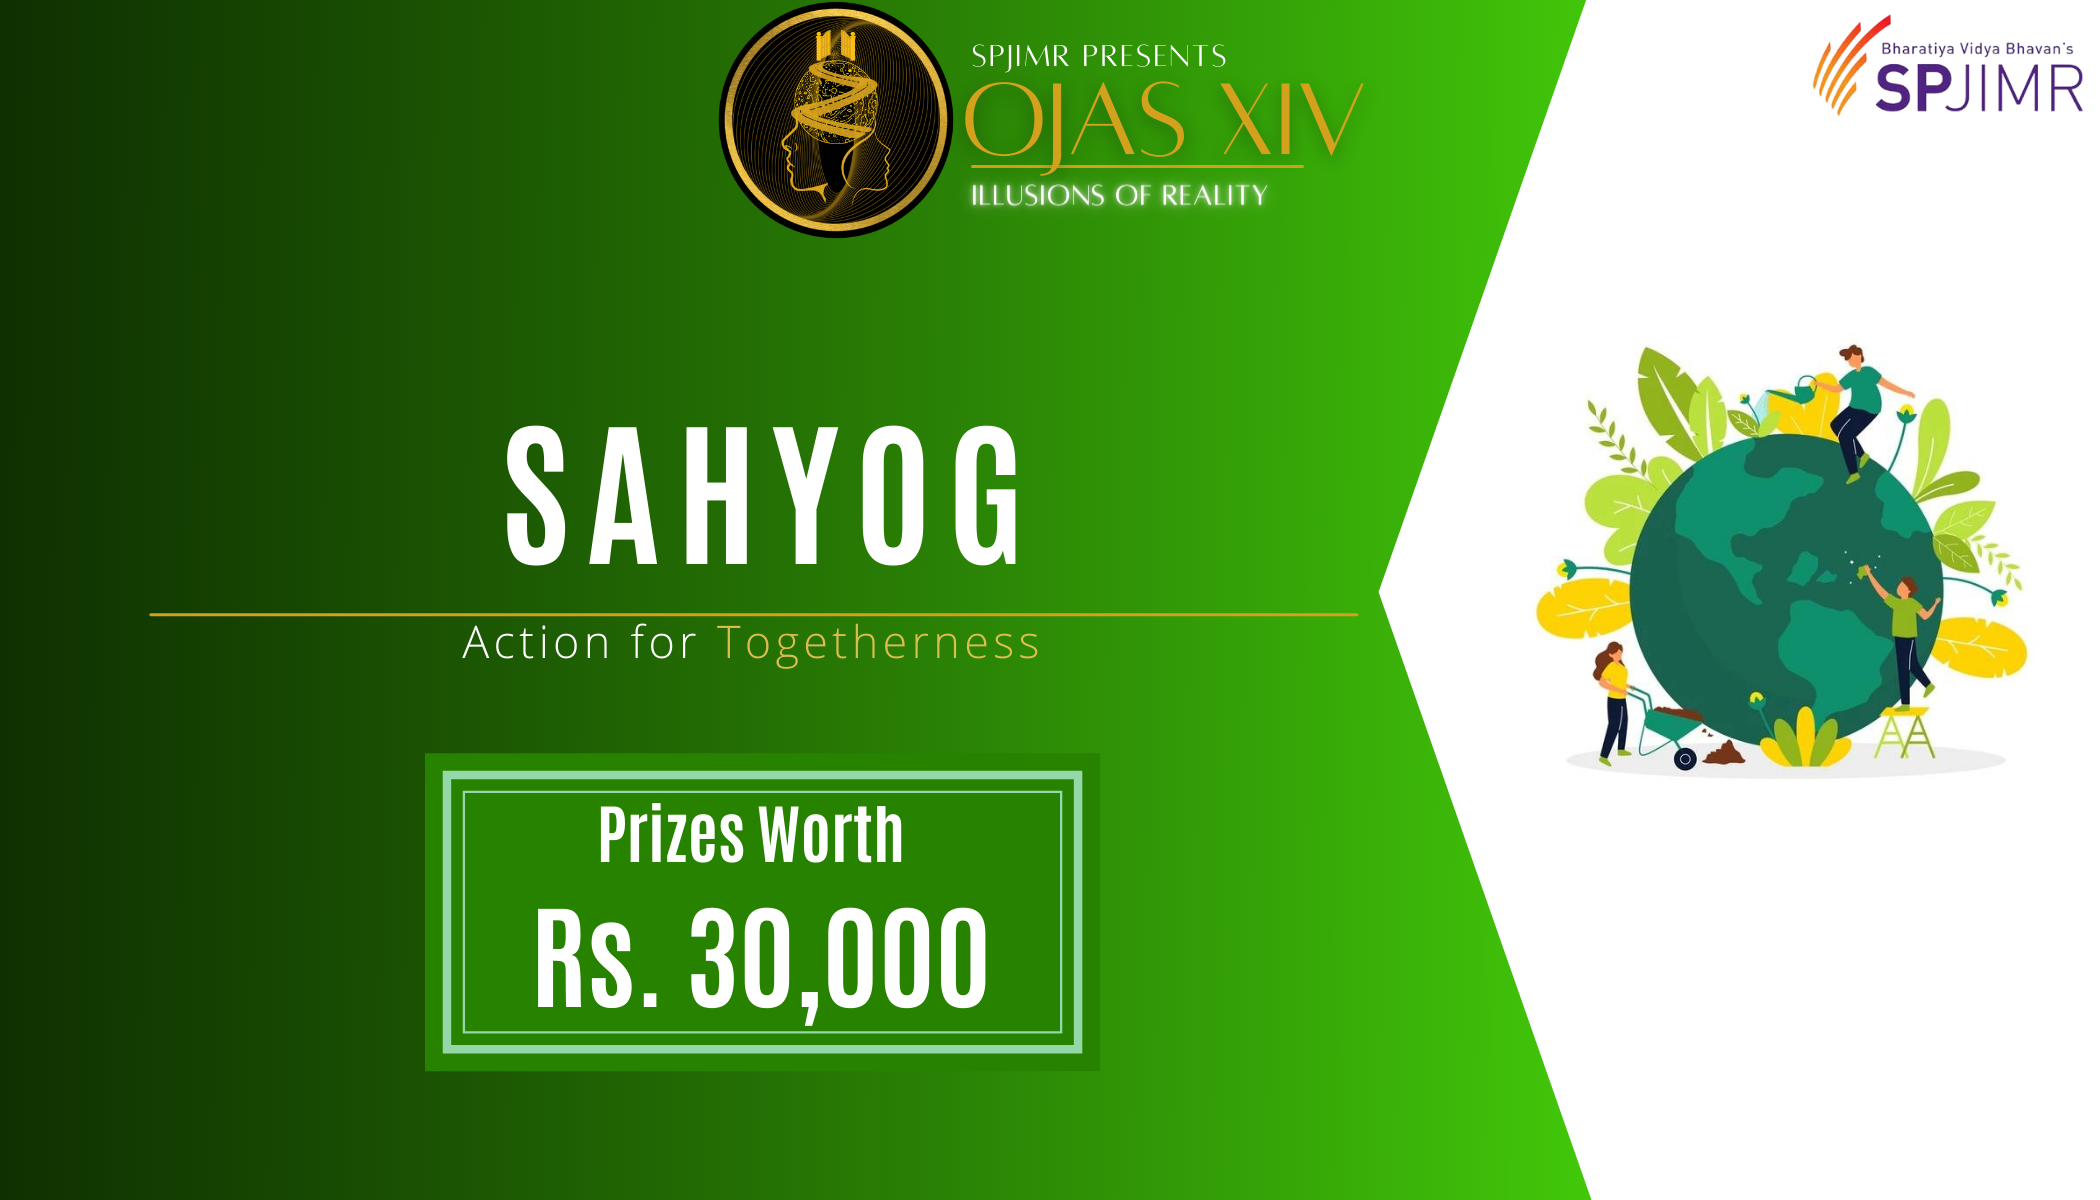 SPJIMR PRESENTS
OJAS XIV
ILLUSIONS OF REALITY
Bharatiya Vidya Bhavan's
SPJIMR
SAHYOG
Action for Togetherness
Prizes Worth
Rs. 30,000